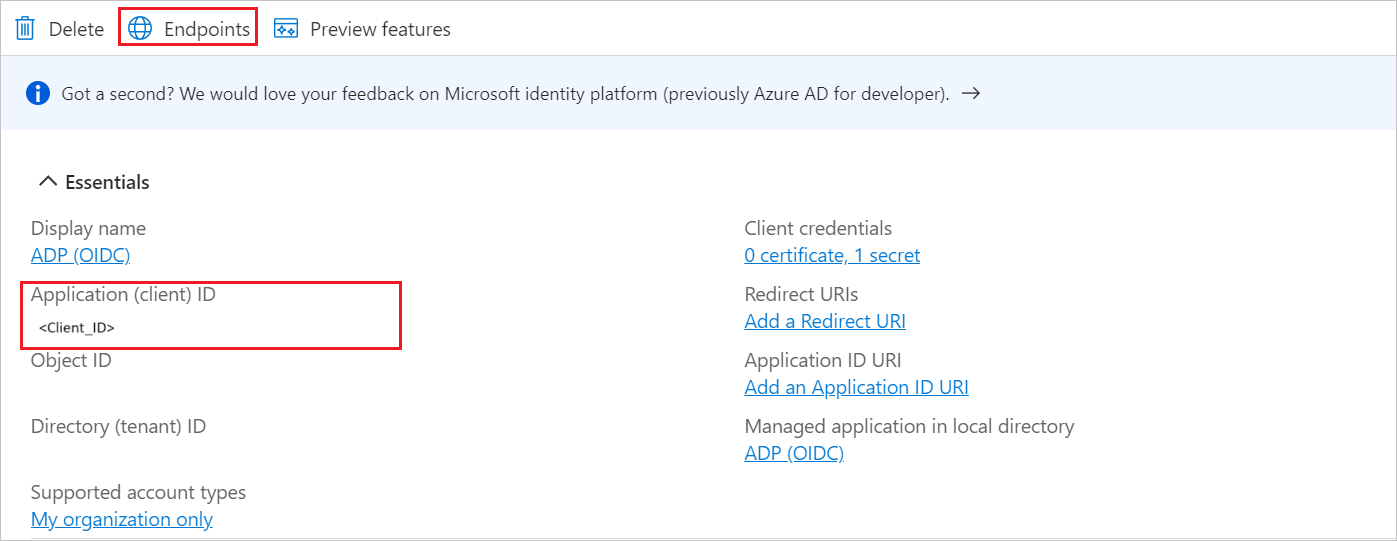 Delete Endpoints Preview features
Got a second? We would love your feedback on Microsoft identity platform (previously Azure AD for developer). →
Essentials
Display name
ADP (OIDC)
Application (client) ID
<Client_ID>
Object ID
Directory (tenant) ID
Supported account types
My organization only
Client credentials
0 certificate, 1 secret
Redirect URIs
Add a Redirect URI
Application ID URI
Add an Application ID URI
Managed application in local directory
ADP (OIDC)